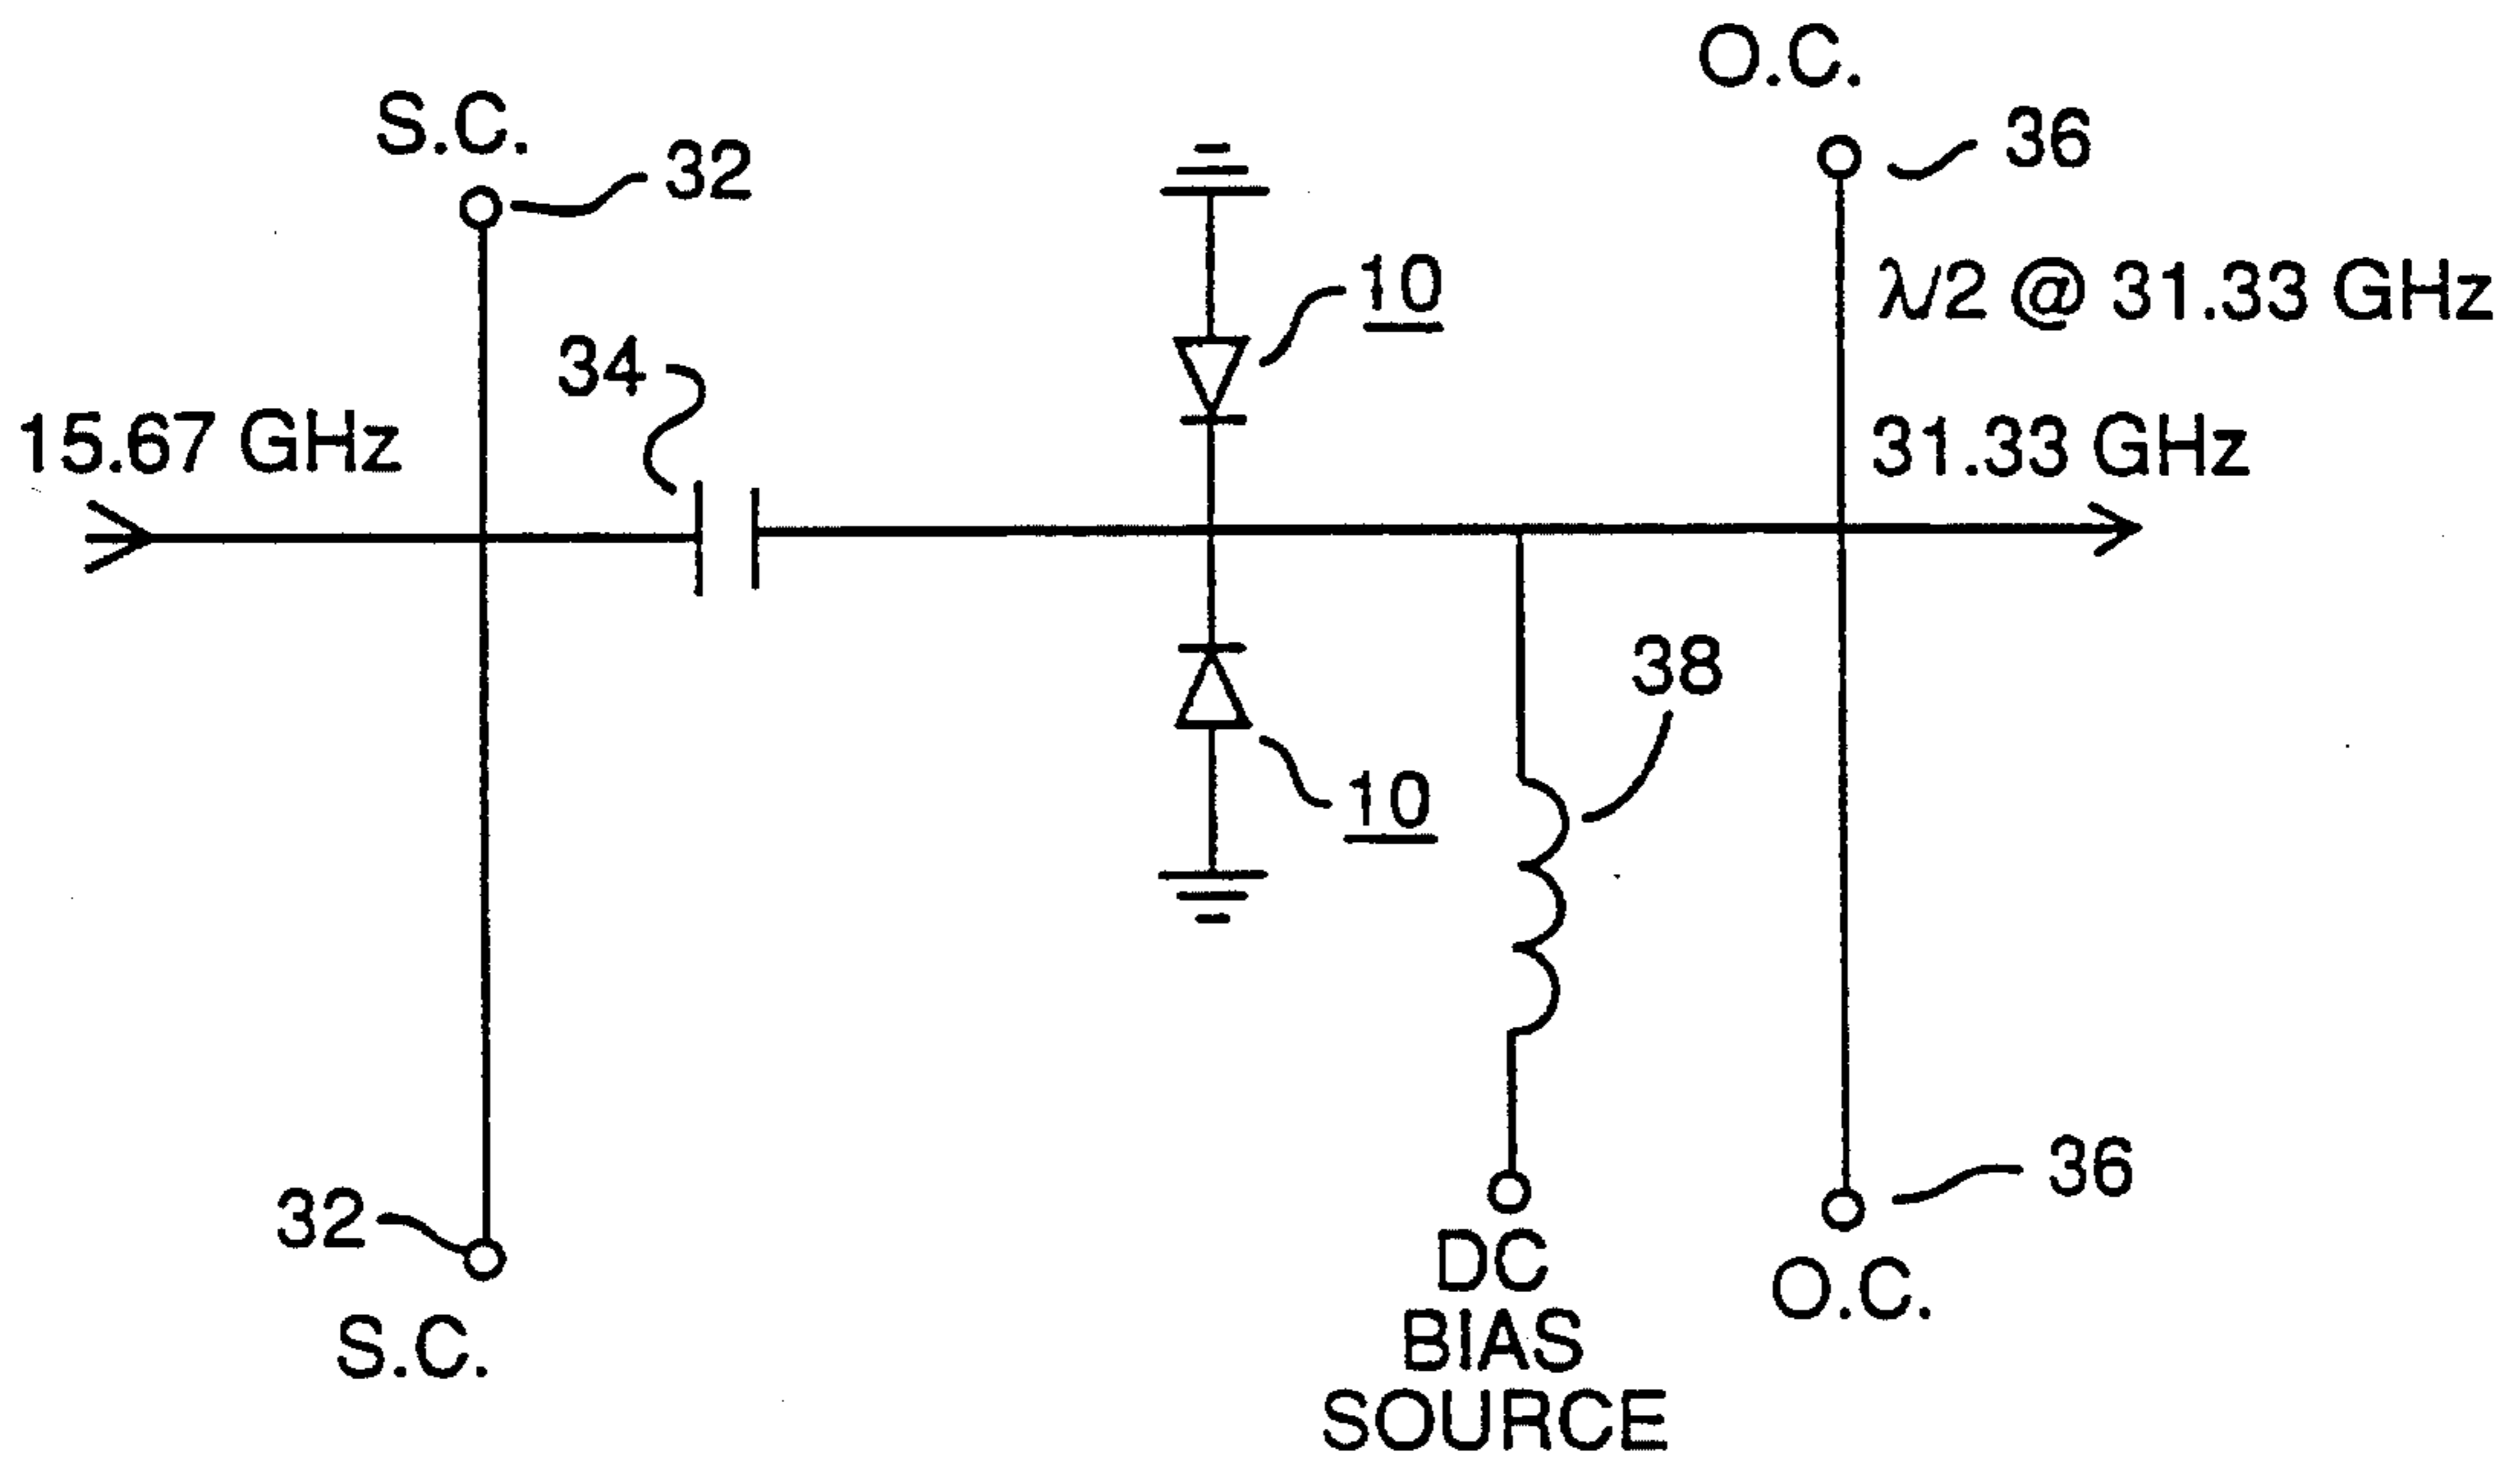 O.C.
S.C.
32
36
λ/2 @ 31.33 GHz
10
34
15.67 GHz
31.33 GHz
38
10
36
32
DC
BIAS
SOURCE
O.C.
S.C.